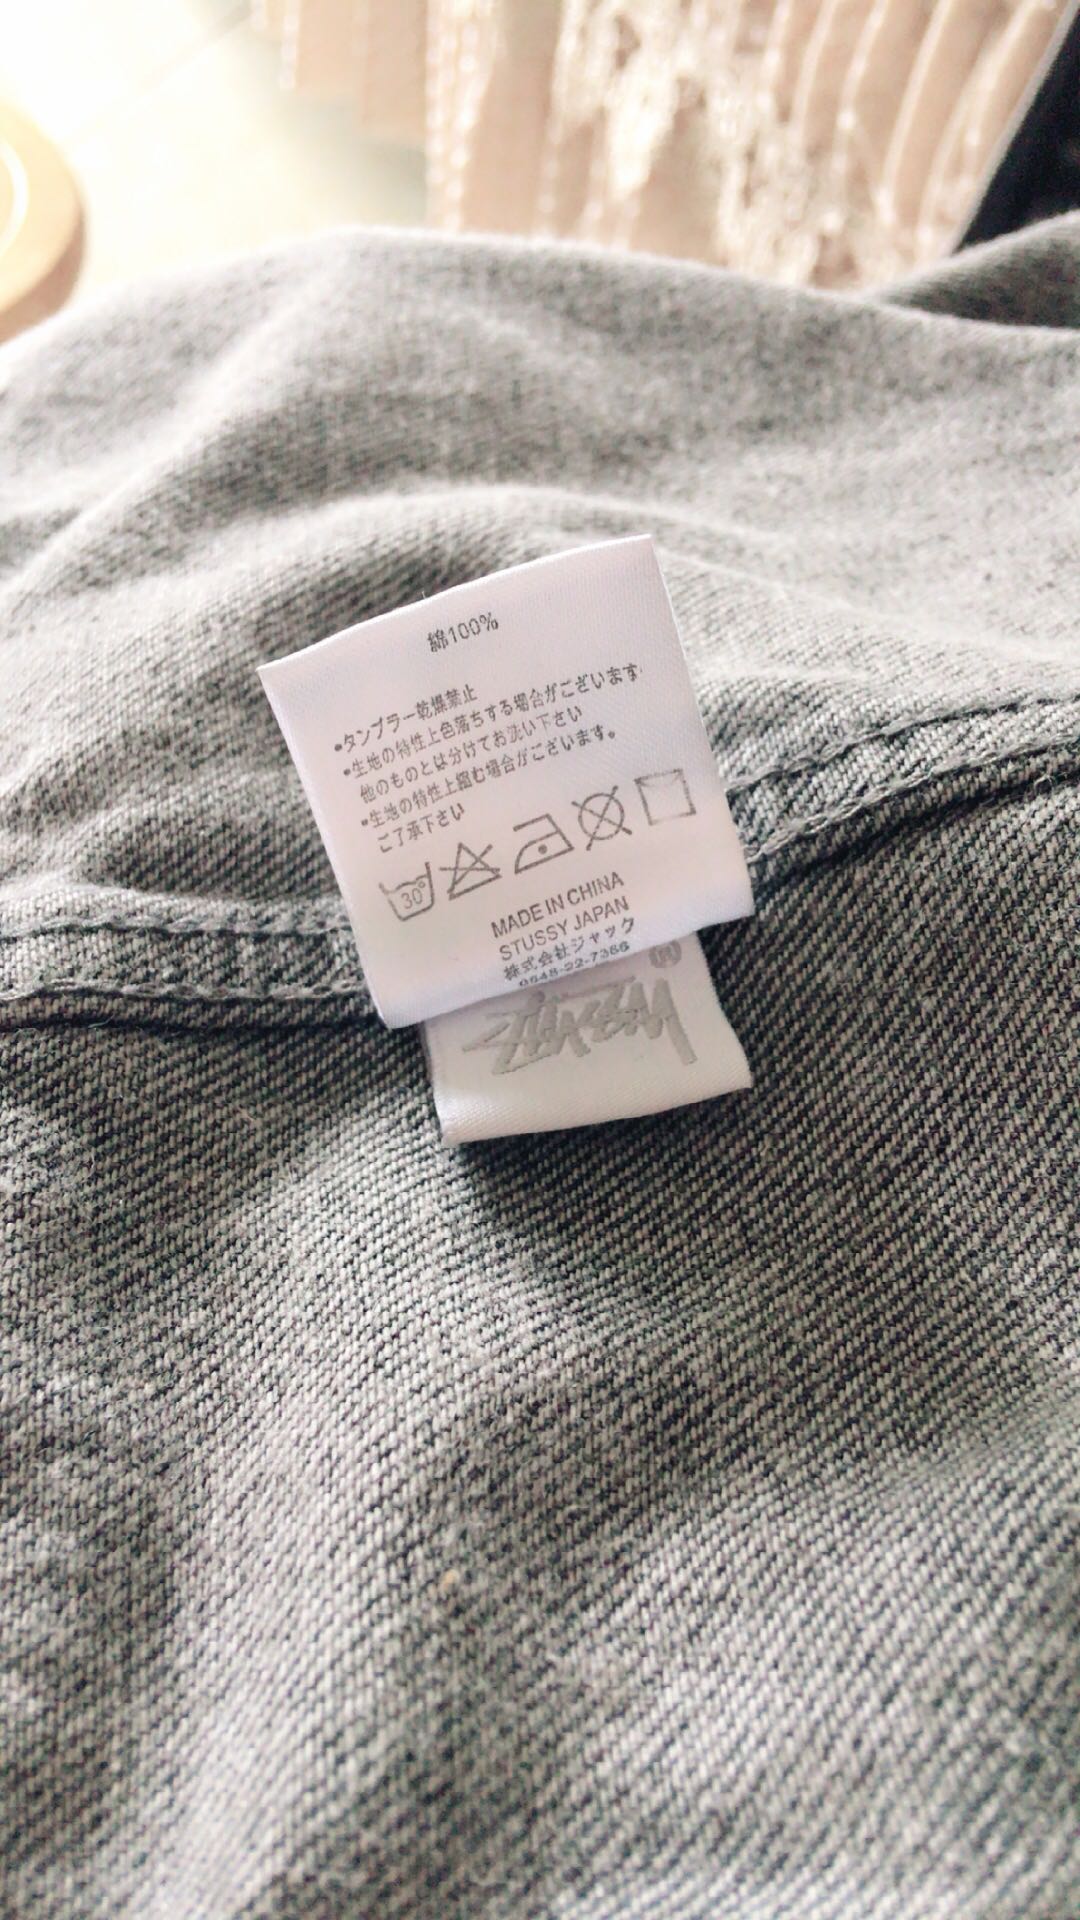 綿100%
•タンブラー乾燥禁止
•生地の特性上色落ちする場合がございます
他のものとは分けてお洗い下さい
•生地の特性上縮む場合がございます。
ご了承下さい
30°
MADE IN CHINA
STUSSY JAPAN
株式会社ジャック
0848-22-7366
®